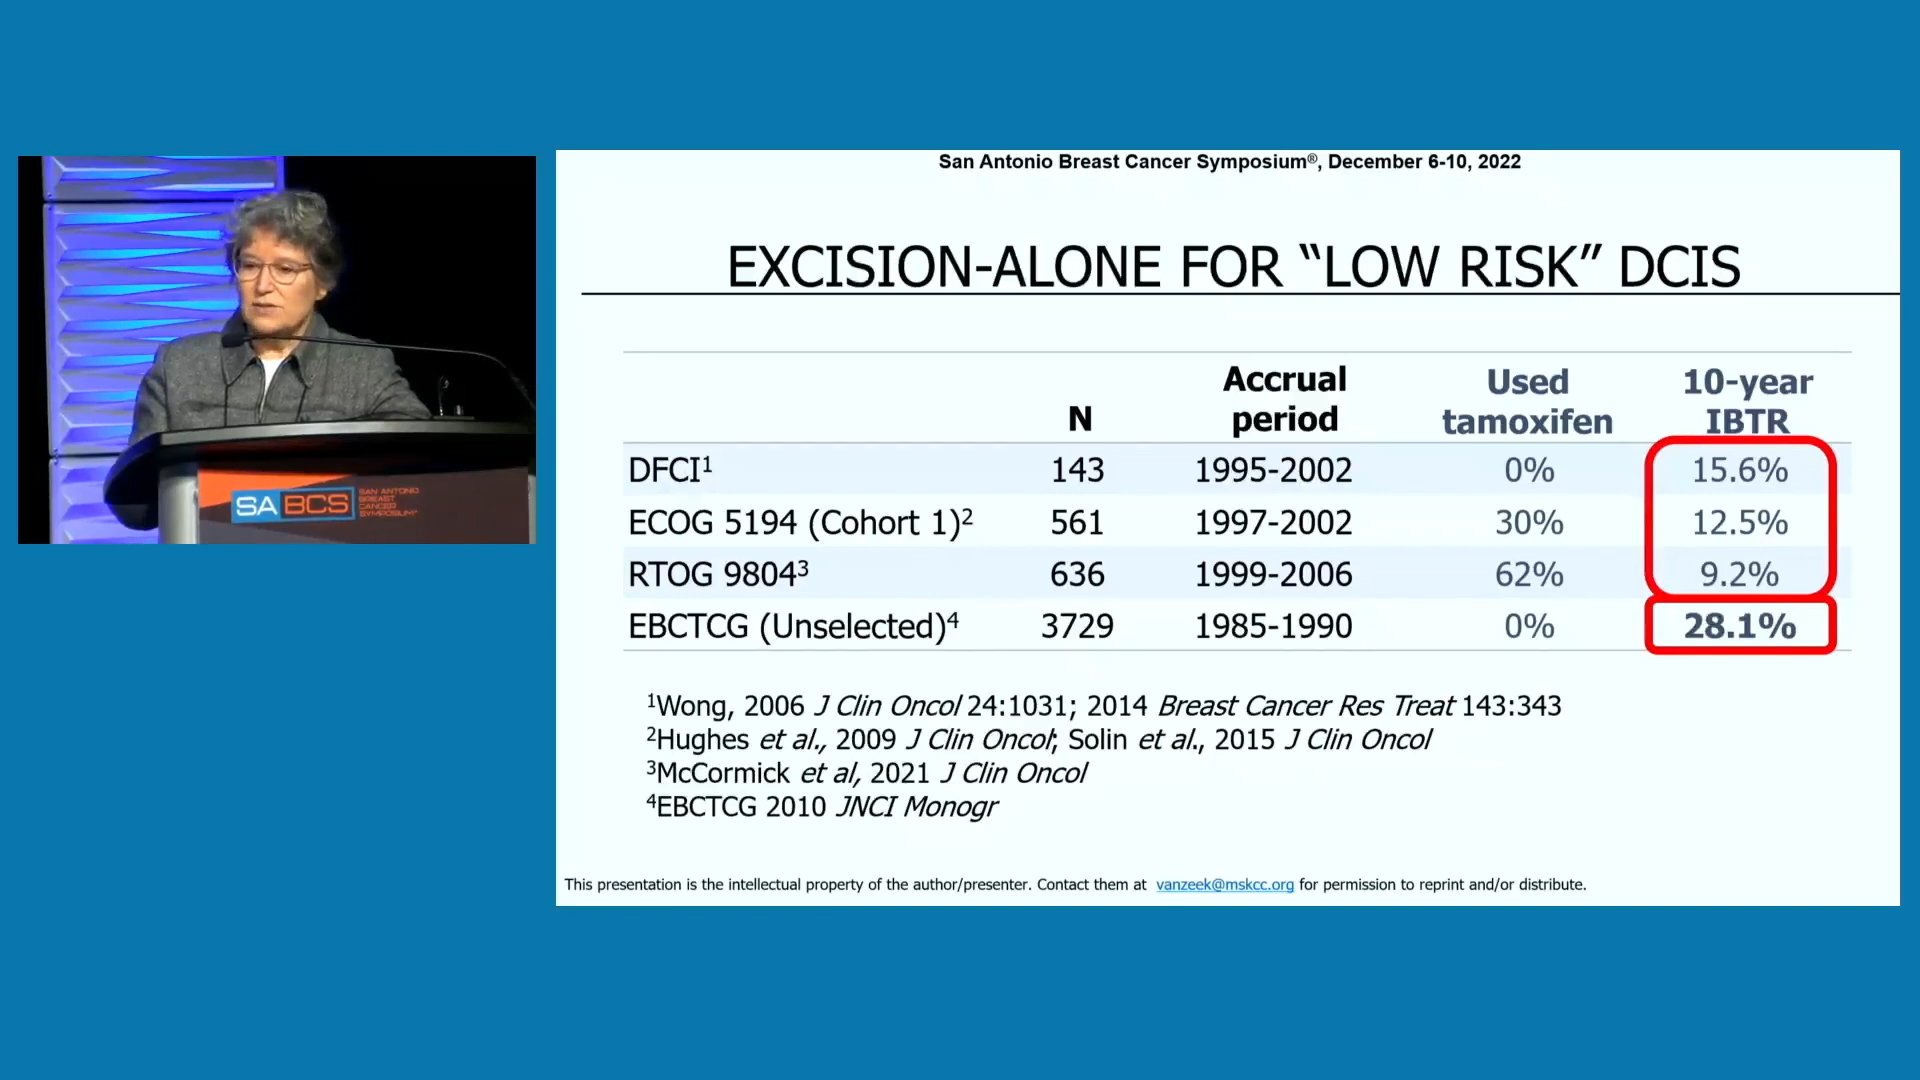 San Antonio Breast Cancer Symposium®, December 6-10, 2022
EXCISION-ALONE FOR “LOW RISK” DCIS
N Accrual period Used tamoxifen 10-year IBTR
DFCI¹ 143 1995-2002 0% 15.6%
ECOG 5194 (Cohort 1)² 561 1997-2002 30% 12.5%
RTOG 9804³ 636 1999-2006 62% 9.2%
EBCTCG (Unselected)⁴ 3729 1985-1990 0% 28.1%
¹Wong, 2006 J Clin Oncol 24:1031; 2014 Breast Cancer Res Treat 143:343
²Hughes et al., 2009 J Clin Oncol; Solin et al., 2015 J Clin Oncol
³McCormick et al, 2021 J Clin Oncol
⁴EBCTCG 2010 JNCI Monogr
This presentation is the intellectual property of the author/presenter. Contact them at vanzeek@mskcc.org for permission to reprint and/or distribute.
SABCS
SAN ANTONIO
BREAST
CANCER
SYMPOSIUM®